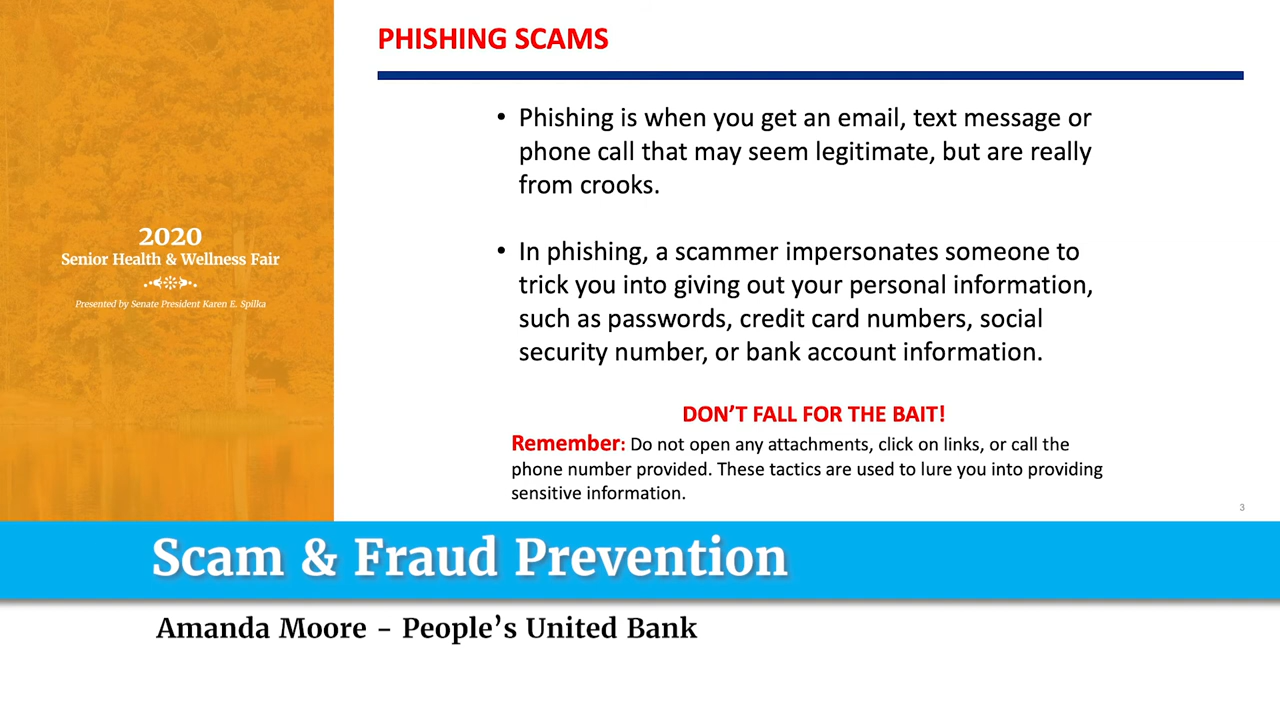 PHISHING SCAMS
• Phishing is when you get an email, text message or
phone call that may seem legitimate, but are really
from crooks.
• In phishing, a scammer impersonates someone to
trick you into giving out your personal information,
such as passwords, credit card numbers, social
security number, or bank account information.
DON'T FALL FOR THE BAIT!
Remember: Do not open any attachments, click on links, or call the
phone number provided. These tactics are used to lure you into providing
sensitive information.
3
2020
Senior Health & Wellness Fair
Presented by Senate President Karen E. Spilka
Scam & Fraud Prevention
Amanda Moore – People's United Bank